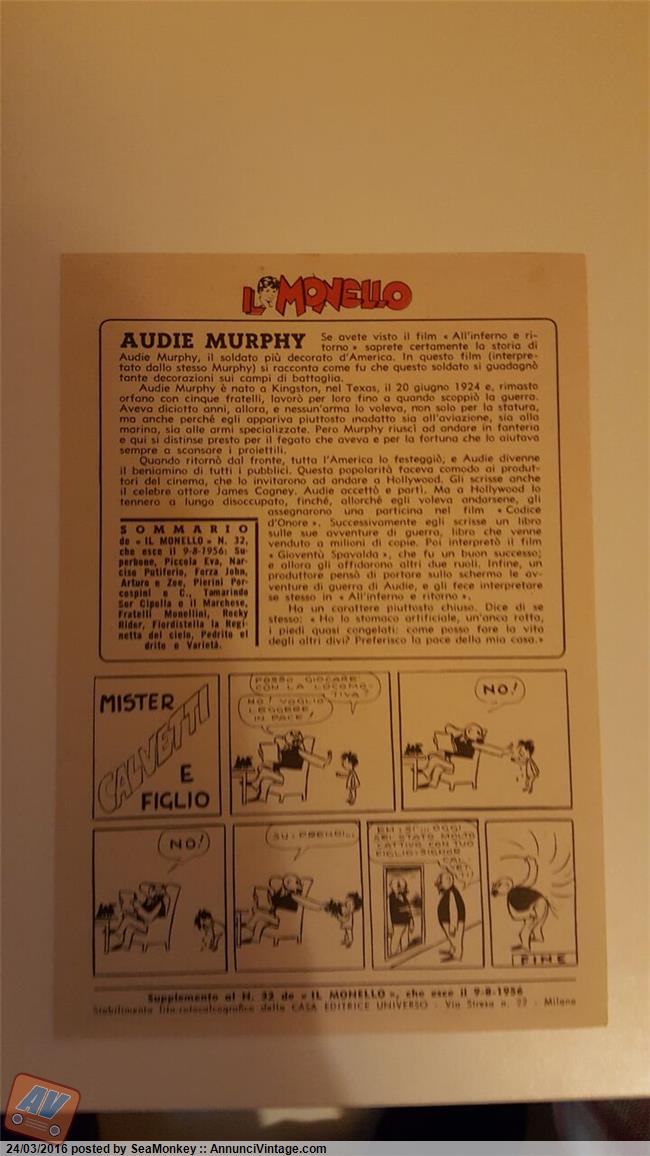 IL MONELLO
AUDIE MURPHY
Se avete visto il film « All'inferno e ri-
torno » saprete certamente la storia di
Audie Murphy, il soldato più decorato d'America. In questo film (interpre-
tato dallo stesso Murphy) si racconta come fu che questo soldato si guadagnò
tante decorazioni sui campi di battaglia.
Audie Murphy è nato a Kingston, nel Texas, il 20 giugno 1924 e, rimasto
orfano con cinque fratelli, lavorò per loro fino a quando scoppiò la guerra.
Aveva diciotto anni, allora, e nessun'arma lo voleva, non solo per la statura,
ma anche perché egli appariva piuttosto inadatto sia all'aviazione, sia alla
marina, sia alle armi specializzate. Però Murphy riuscì ad andare in fanteria
e qui si distinse presto per il fegato che aveva e per la fortuna che lo aiutava
sempre a scansare i proiettili.
Quando ritornò dal fronte, tutta l'America lo festeggiò, e Audie divenne
il beniamino di tutti i pubblici. Questa popolarità faceva comodo ai produt-
tori del cinema, che lo invitarono ad andare a Hollywood. Gli scrisse anche
il celebre attore James Cagney. Audie accettò e partì. Ma a Hollywood lo
tennero a lungo disoccupato, finché, allorché egli voleva andarsene, gli
assegnarono una particina nel film « Codice
d'Onore ». Successivamente egli scrisse un libro
sulle sue avventure di guerra, libro che venne
venduto a milioni di copie. Poi interpretò il film
« Gioventù Spavalda », che fu un buon successo;
e allora gli affidarono altri due ruoli. Infine, un
produttore pensò di portare sullo schermo le av-
venture di guerra di Audie, e gli fece interpretare
se stesso in « All'inferno e ritorno ».
Ha un carattere piuttosto chiuso. Dice di se
stesso: « Ho lo stomaco artificiale, un'anca rotta,
i piedi quasi congelati: come posso fare la vita
degli altri divi? Preferisco la pace della mia casa.»
SOMMARIO
de « IL MONELLO » N. 32,
che esce il 9-8-1956: Su-
perbone, Piccola Eva, Nar-
ciso Putiferio, Forza John,
Arturo e Zoe, Pierini Por-
cospini e C., Tamarindo
Sor Cipolla e il Marchese,
Fratelli Monellini, Rocky
Rider, Fiordistella la Regi-
netta del cielo, Pedrito el
drito e Varietà.
MISTER
CALVETTI
E
FIGLIO
POSSO GIOCARE
CON LA LOCOMO-
TIVA?
NO! VOGLIO
LEGGERE
IN PACE!
NO!
NO!
SU: PRENDI...
EH: SI'... OGGI
SEI STATO MOLTO
CATTIVO CON TUO
FIGLIO: SIGNOR
CAL
VET
TI!
FINE
Supplemento al N. 32 de « IL MONELLO », che esce il 9-8-1956
Stabilimento fito-rotocalcografico della CASA EDITRICE UNIVERSO - Via Stresa n. 22 - Milano
AV
24/03/2016 posted by SeaMonkey :: AnnunciVintage.com